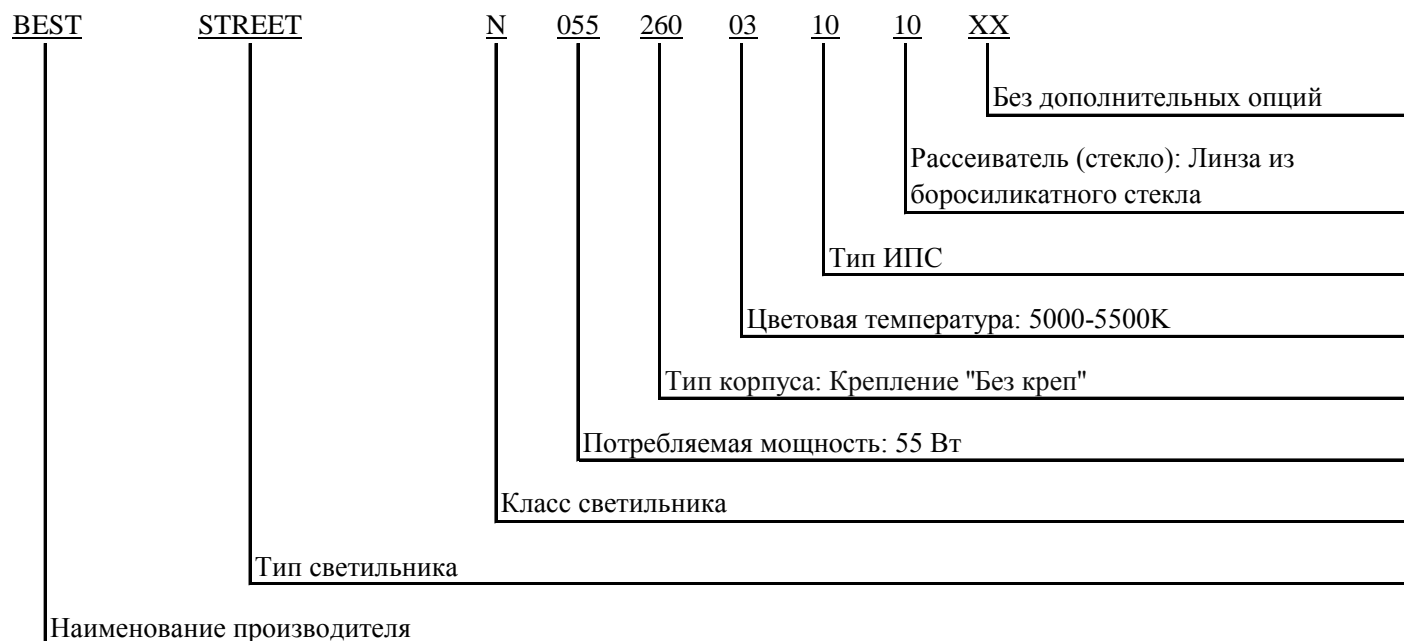 BEST STREET N 055 260 03 10 10 XX
Без дополнительных опций
Рассеиватель (стекло): Линза из
боросиликатного стекла
Тип ИПС
Цветовая температура: 5000-5500К
Тип корпуса: Крепление "Без креп"
Потребляемая мощность: 55 Вт
Класс светильника
Тип светильника
Наименование производителя